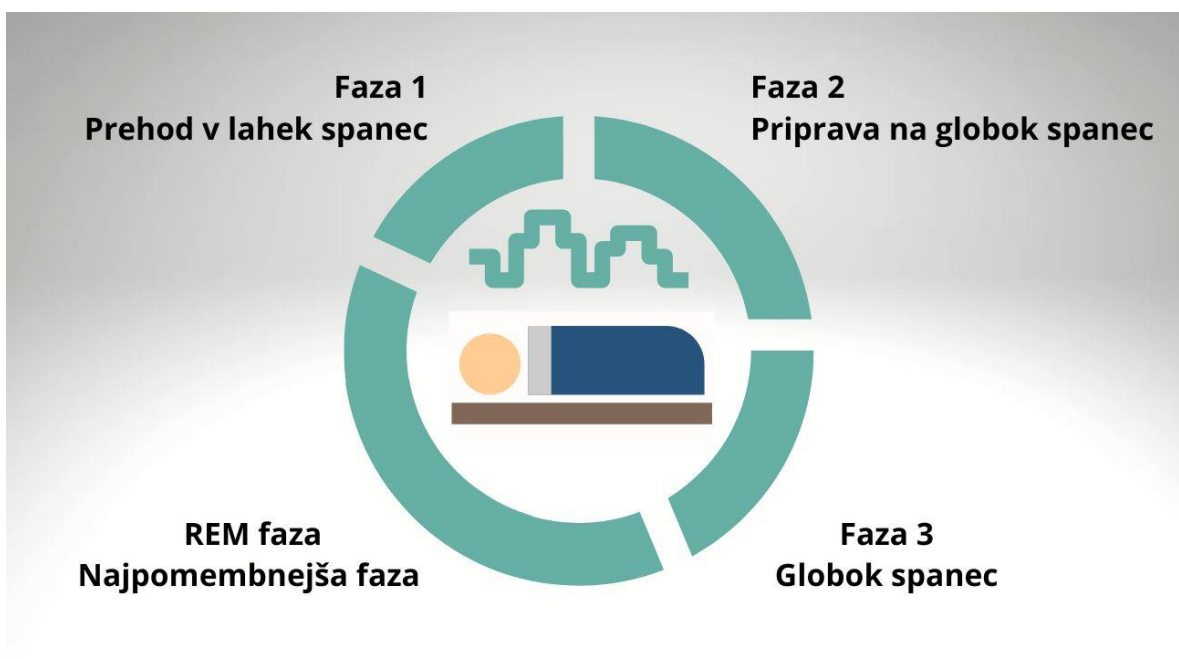 Faza 1
Prehod v lahek spanec
Faza 2
Priprava na globok spanec
REM faza
Najpomembnejša faza
Faza 3
Globok spanec